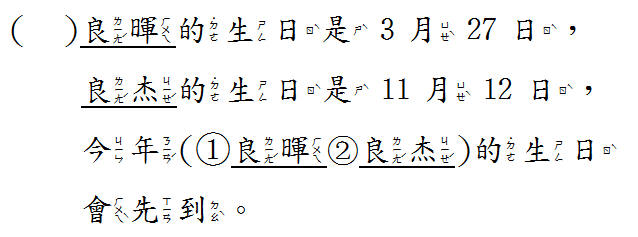 (　)良暉的生日是 3 月 27 日，
良杰的生日是 11 月 12 日，
今年(①良暉②良杰)的生日
會先到。